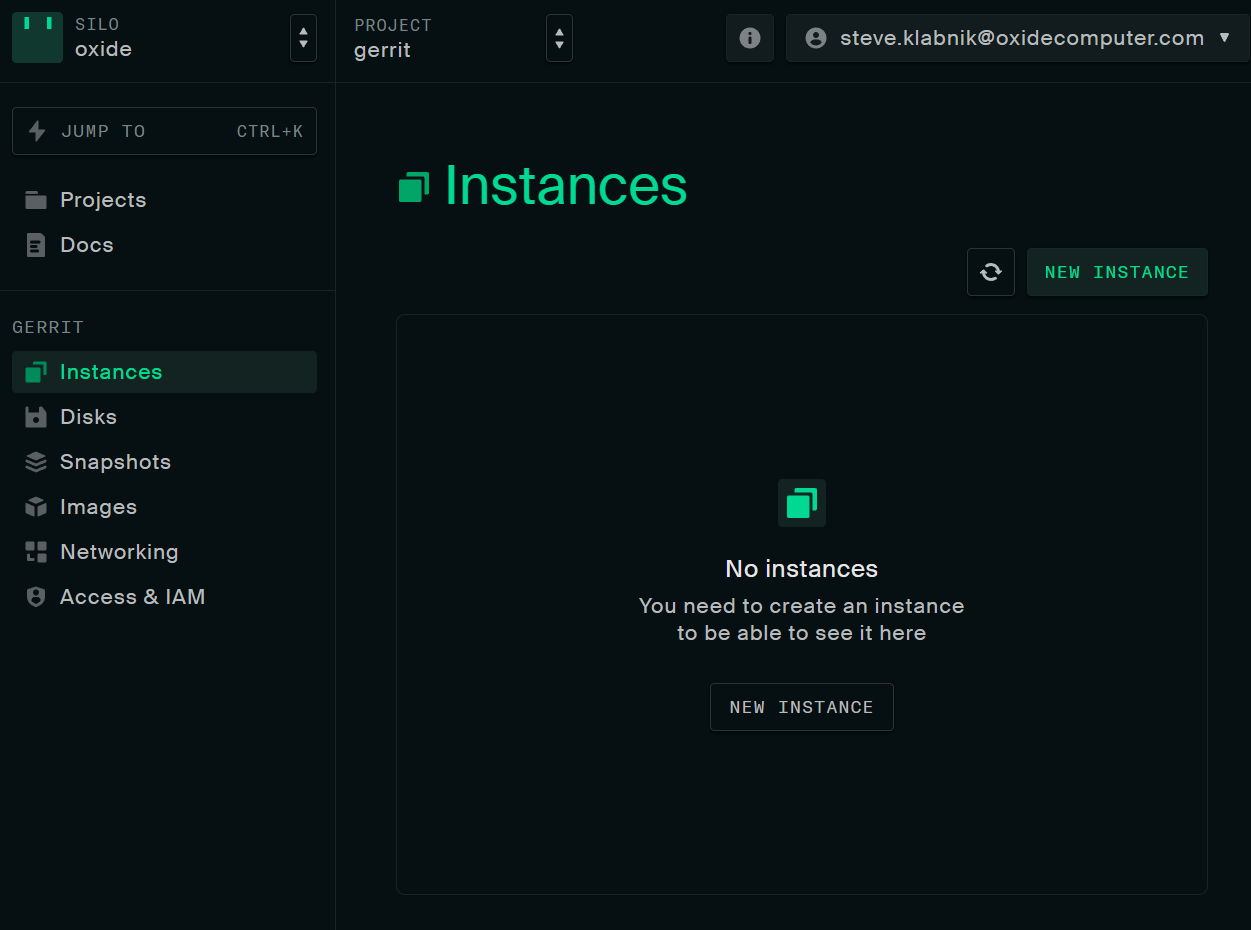 SILO
oxide
PROJECT
gerrit
steve.klabnik@oxidecomputer.com
JUMP TO CTRL+K
Projects
Docs
GERRIT
Instances
Disks
Snapshots
Images
Networking
Access & IAM
Instances
NEW INSTANCE
No instances
You need to create an instance
to be able to see it here
NEW INSTANCE